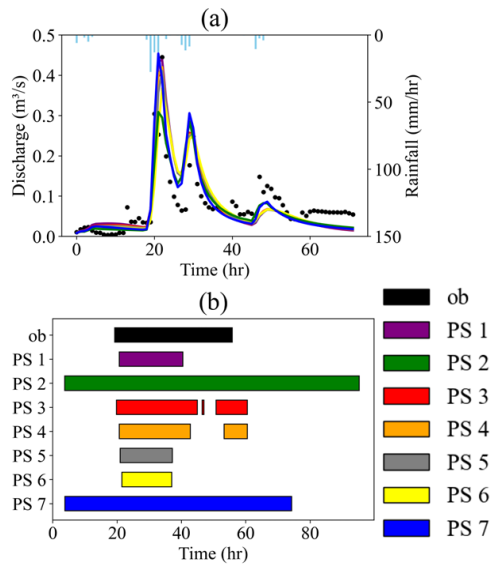 (a)
0.5
0.4
0.3
0.2
0.1
0.0
Discharge (m³/s)
0
50
100
150
Rainfall (mm/hr)
0
20
40
60
Time (hr)
(b)
ob
PS 1
PS 2
PS 3
PS 4
PS 5
PS 6
PS 7
0
20
40
60
80
Time (hr)
ob
PS 1
PS 2
PS 3
PS 4
PS 5
PS 6
PS 7